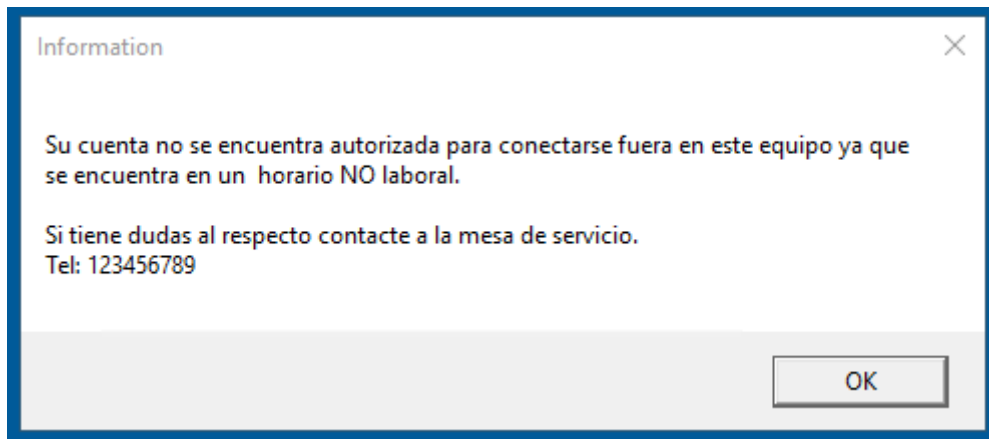 Information
Su cuenta no se encuentra autorizada para conectarse fuera en este equipo ya que
se encuentra en un  horario NO laboral.
Si tiene dudas al respecto contacte a la mesa de servicio.
Tel: 123456789
OK